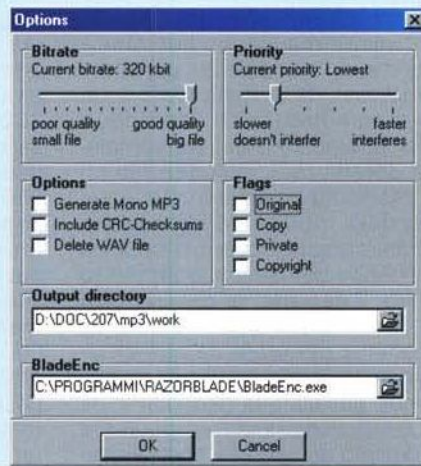 Options
Bitrate
Current bitrate: 320 kbit
poor quality good quality
small file big file
Priority
Current priority: Lowest
slower faster
doesn't interfer interferes
Options
Generate Mono MP3
Include CRC-Checksums
Delete WAV file
Flags
Original
Copy
Private
Copyright
Output directory
D:\DOC\207\mp3\work
BladeEnc
C:\PROGRAMMI\RAZORBLADE\BladeEnc.exe
OK Cancel